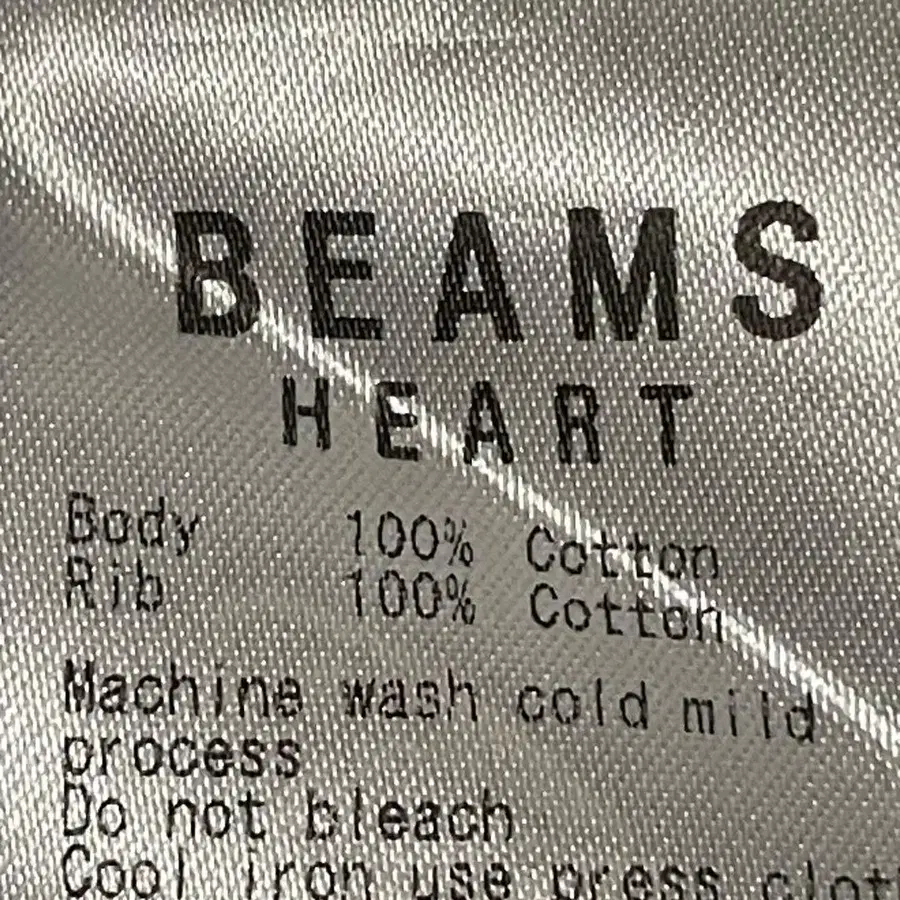 BEAMS
HEART
Body 100% Cotton
Rib 100% Cotton
Machine wash cold mild
process
Do not bleach
Cool iron use press